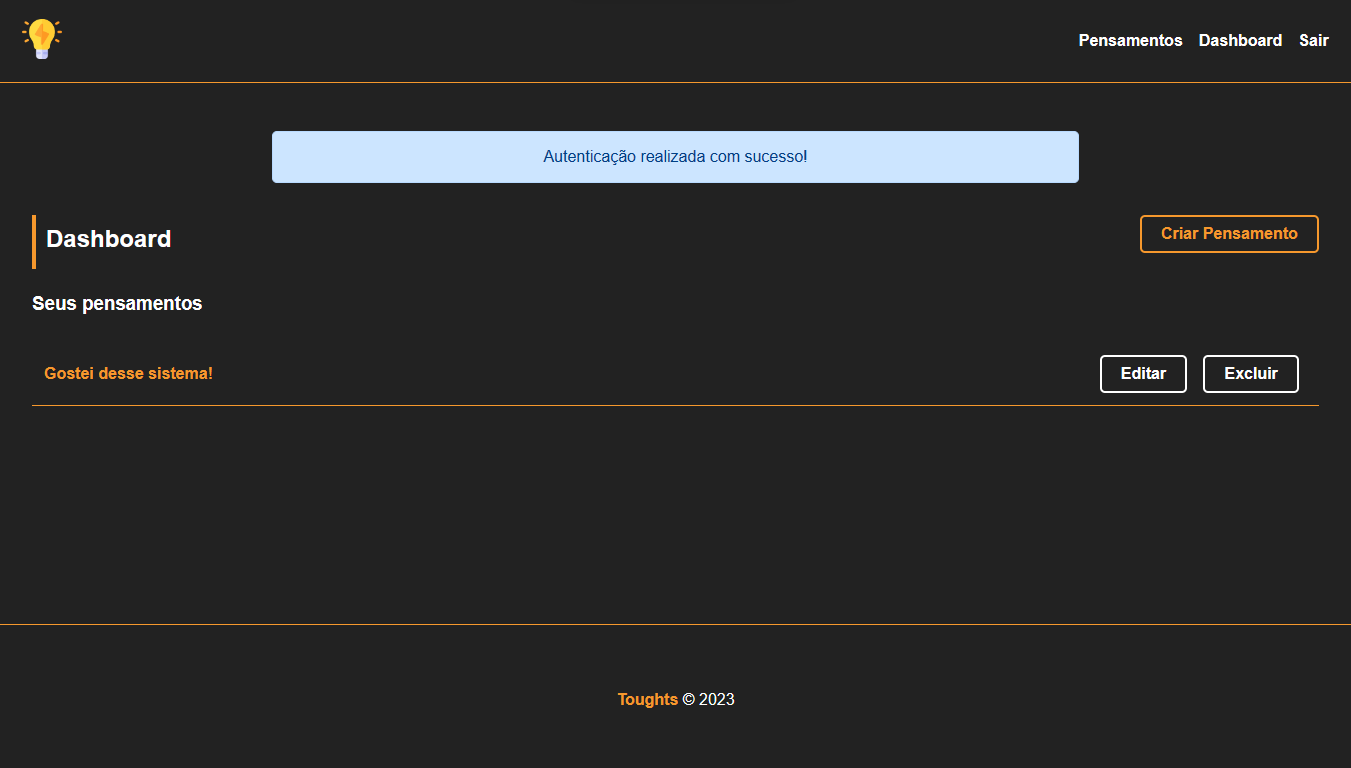 Pensamentos Dashboard Sair
Autenticação realizada com sucesso!
Dashboard
Criar Pensamento
Seus pensamentos
Gostei desse sistema!
Editar
Excluir
Toughts © 2023